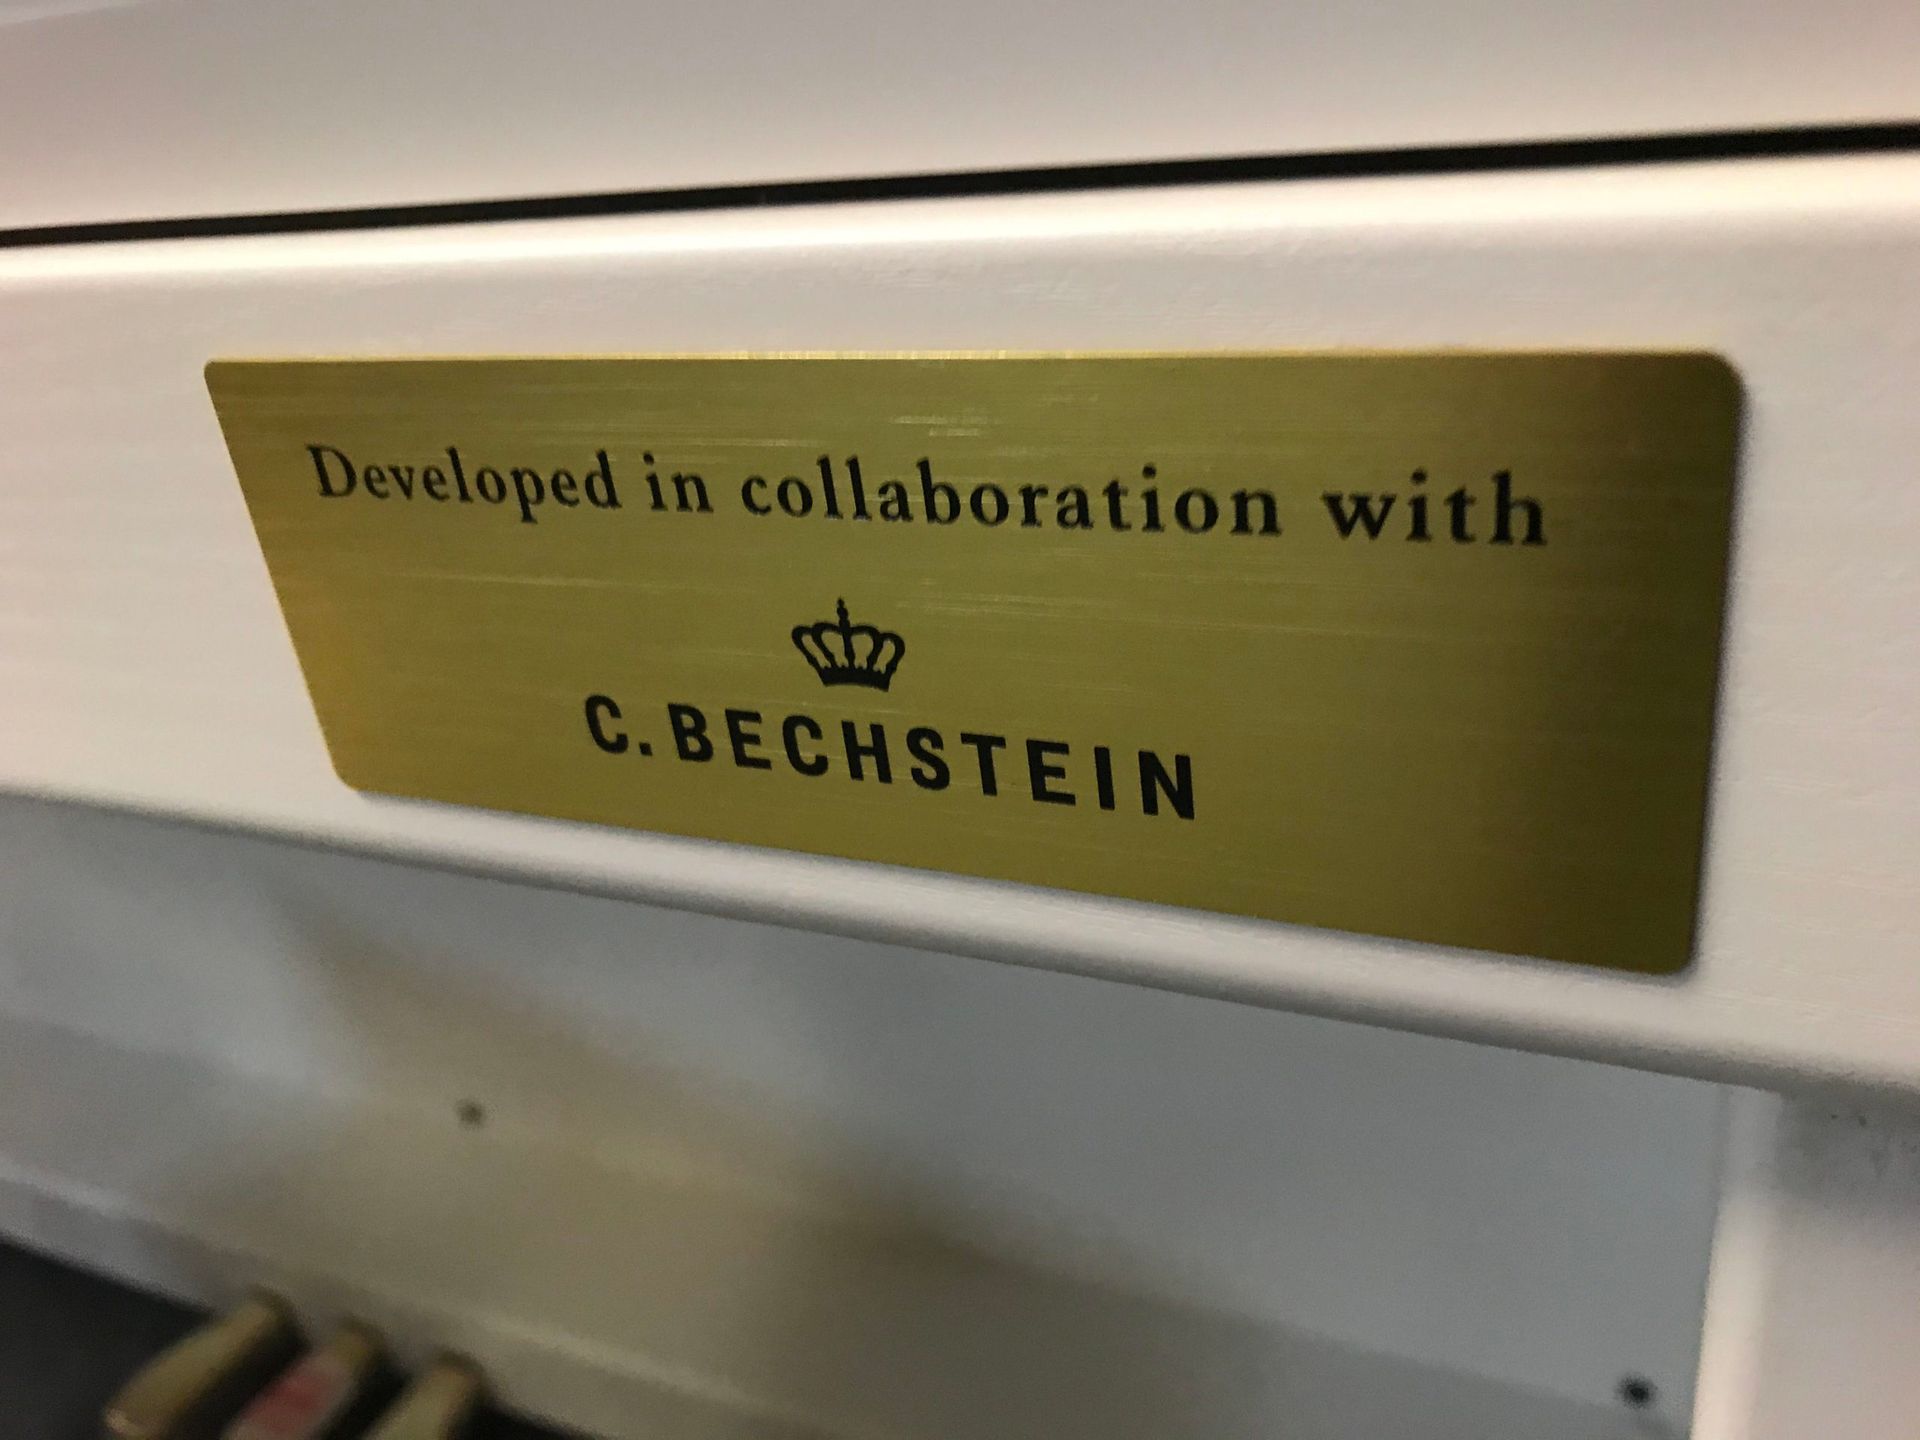 Developed in collaboration with
C. BECHSTEIN